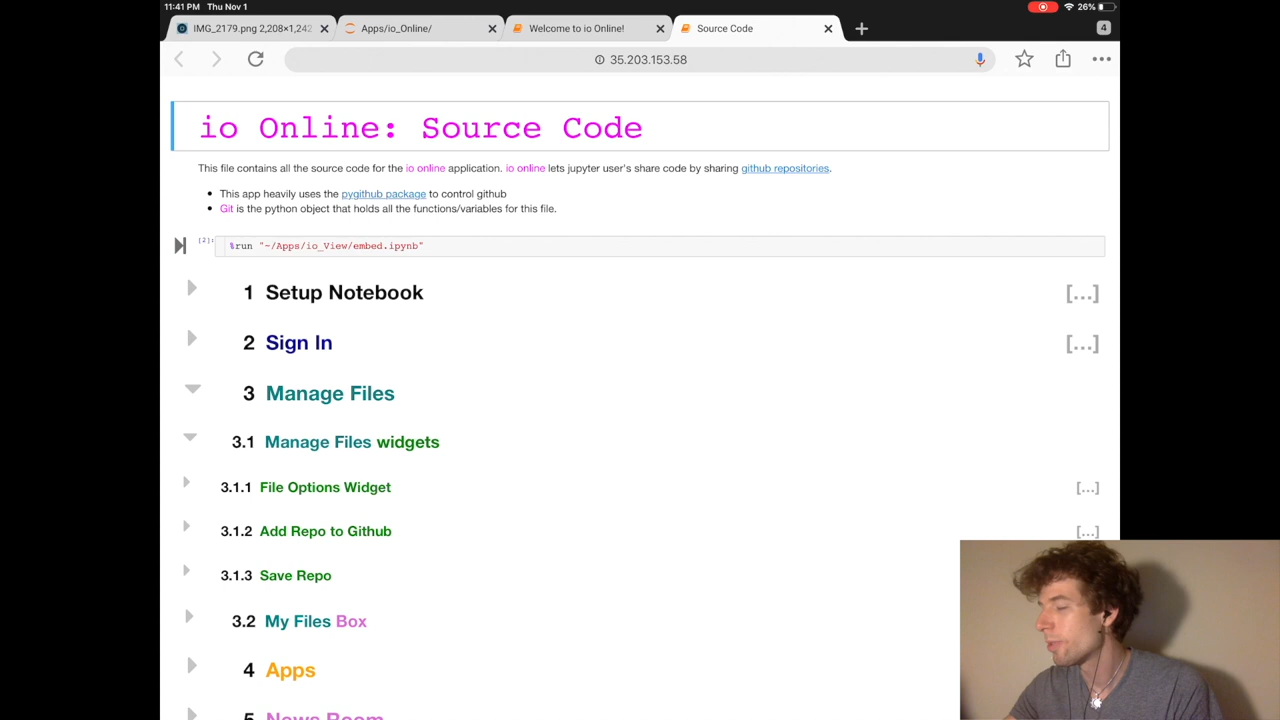 11:41 PM Thu Nov 1
26%
IMG_2179.png 2,208×1,242
Apps/io_Online/
Welcome to io Online!
Source Code
4
35.203.153.58
io Online: Source Code
This file contains all the source code for the io online application. io online lets jupyter user's share code by sharing github repositories.
This app heavily uses the pygithub package to control github
Git is the python object that holds all the functions/variables for this file.
[2]: %run "~/Apps/io_View/embed.ipynb"
1 Setup Notebook [...]
2 Sign In [...]
3 Manage Files
3.1 Manage Files widgets
3.1.1 File Options Widget [...]
3.1.2 Add Repo to Github [...]
3.1.3 Save Repo
3.2 My Files Box
4 Apps
5 News Room